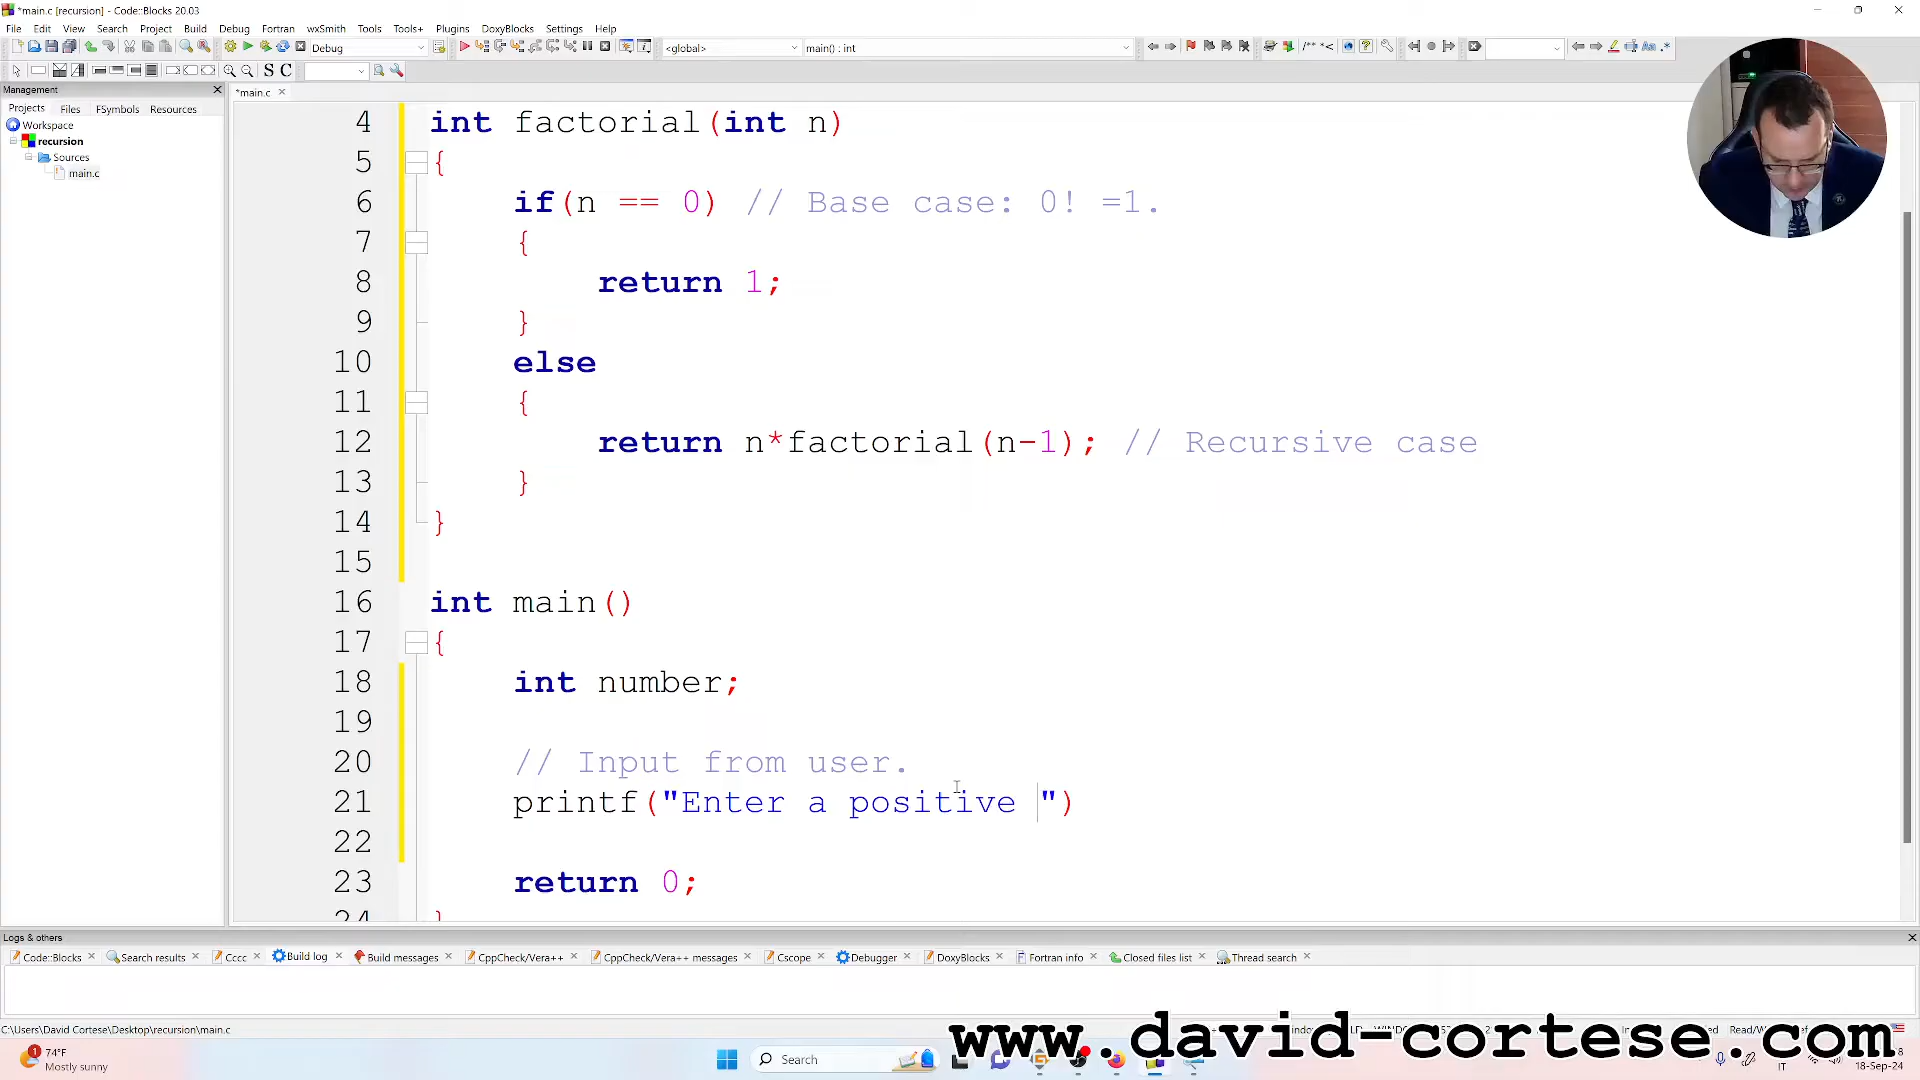 *main.c [recursion] - Code::Blocks 20.03
File Edit View Search Project Build Debug Fortran wxSmith Tools Tools+ Plugins DoxyBlocks Settings Help
Debug <global> main() : int
S C
Management
*main.c
Projects Files FSymbols Resources
Workspace
recursion
Sources
main.c
4 int factorial(int n)
5 {
6 if(n == 0) // Base case: 0! =1.
7 {
8 return 1;
9 }
10 else
11 {
12 return n*factorial(n-1); // Recursive case
13 }
14 }
15
16 int main()
17 {
18 int number;
19
20 // Input from user.
21 printf("Enter a positive ")
22
23 return 0;
24 }
Logs & others
Code::Blocks Search results Cccc Build log Build messages CppCheck/Vera++ CppCheck/Vera++ messages Cscope Debugger DoxyBlocks Fortran info Closed files list Thread search
C:\Users\David Cortese\Desktop\recursion\main.c
www.david-cortese.com
1
74°F
Mostly sunny
Search
IT
18-Sep-24